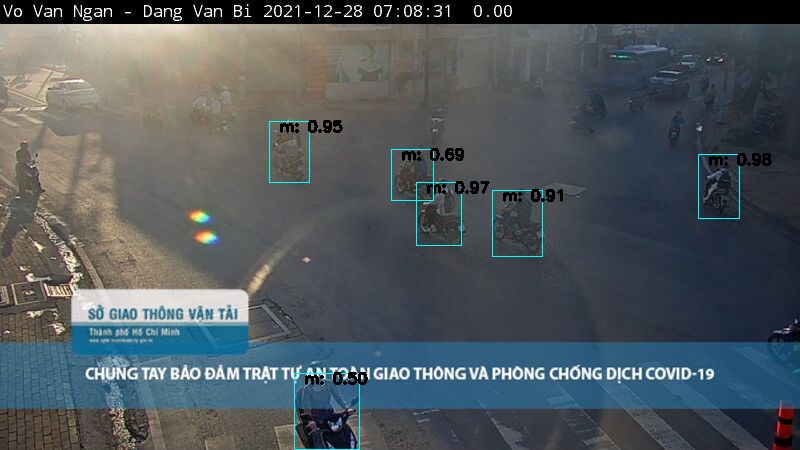 Vo Van Ngan - Dang Van Bi 2021-12-28 07:08:31 0.00
m: 0.95
m: 0.69
m: 0.98
m: 0.97
m: 0.91
SỞ GIAO THÔNG VẬN TẢI
Thành phố Hồ Chí Minh
CHUNG TAY BẢO ĐẢM TRẬT TỰ AN TOÀN GIAO THÔNG VÀ PHÒNG CHỐNG DỊCH COVID-19
m: 0.50